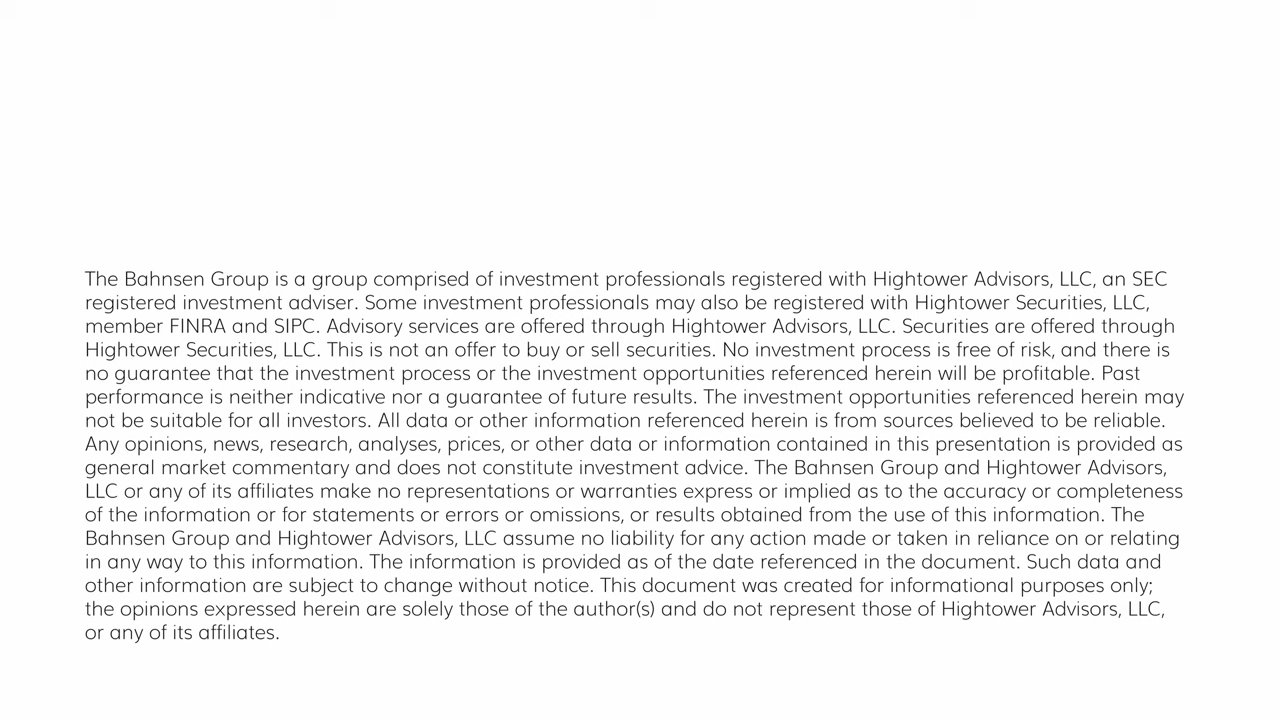 The Bahnsen Group is a group comprised of investment professionals registered with Hightower Advisors, LLC, an SEC
registered investment adviser. Some investment professionals may also be registered with Hightower Securities, LLC,
member FINRA and SIPC. Advisory services are offered through Hightower Advisors, LLC. Securities are offered through
Hightower Securities, LLC. This is not an offer to buy or sell securities. No investment process is free of risk, and there is
no guarantee that the investment process or the investment opportunities referenced herein will be profitable. Past
performance is neither indicative nor a guarantee of future results. The investment opportunities referenced herein may
not be suitable for all investors. All data or other information referenced herein is from sources believed to be reliable.
Any opinions, news, research, analyses, prices, or other data or information contained in this presentation is provided as
general market commentary and does not constitute investment advice. The Bahnsen Group and Hightower Advisors,
LLC or any of its affiliates make no representations or warranties express or implied as to the accuracy or completeness
of the information or for statements or errors or omissions, or results obtained from the use of this information. The
Bahnsen Group and Hightower Advisors, LLC assume no liability for any action made or taken in reliance on or relating
in any way to this information. The information is provided as of the date referenced in the document. Such data and
other information are subject to change without notice. This document was created for informational purposes only;
the opinions expressed herein are solely those of the author(s) and do not represent those of Hightower Advisors, LLC,
or any of its affiliates.